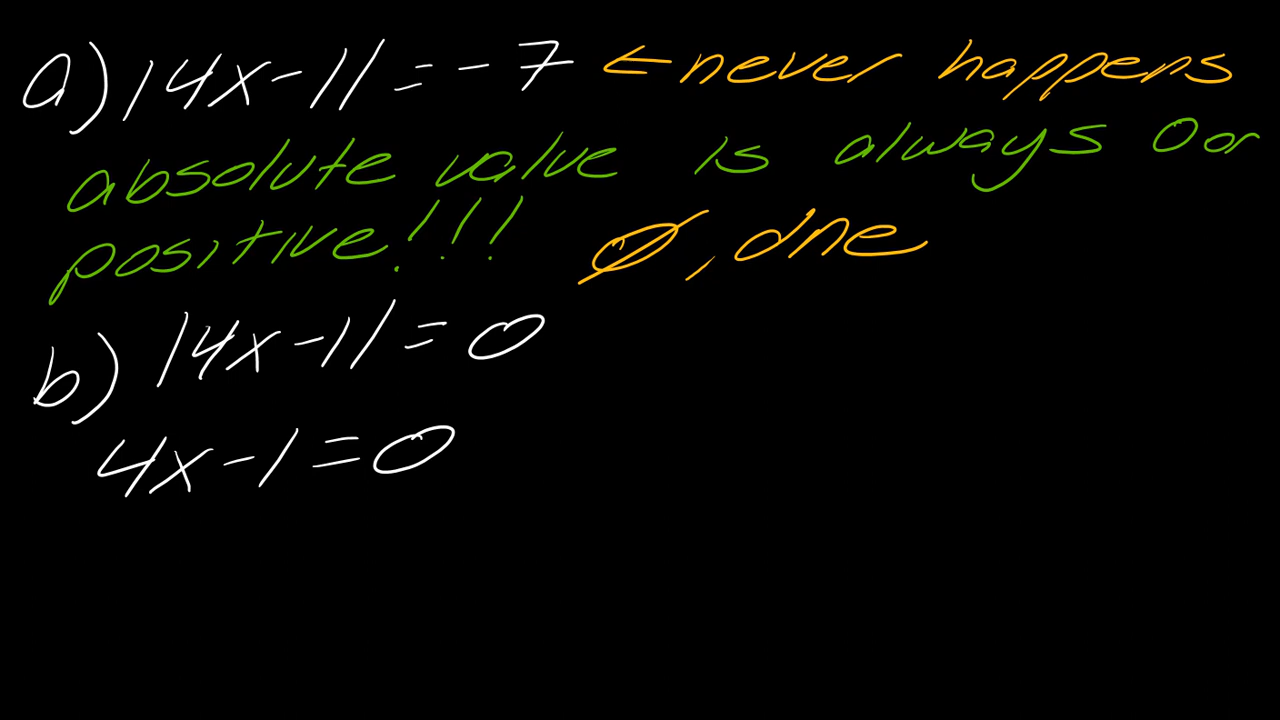 a) |4x-1| = -7 ← never happens
absolute value is always 0 or
positive!!! ∅, dne
b) |4x-1| = 0
4x-1=0